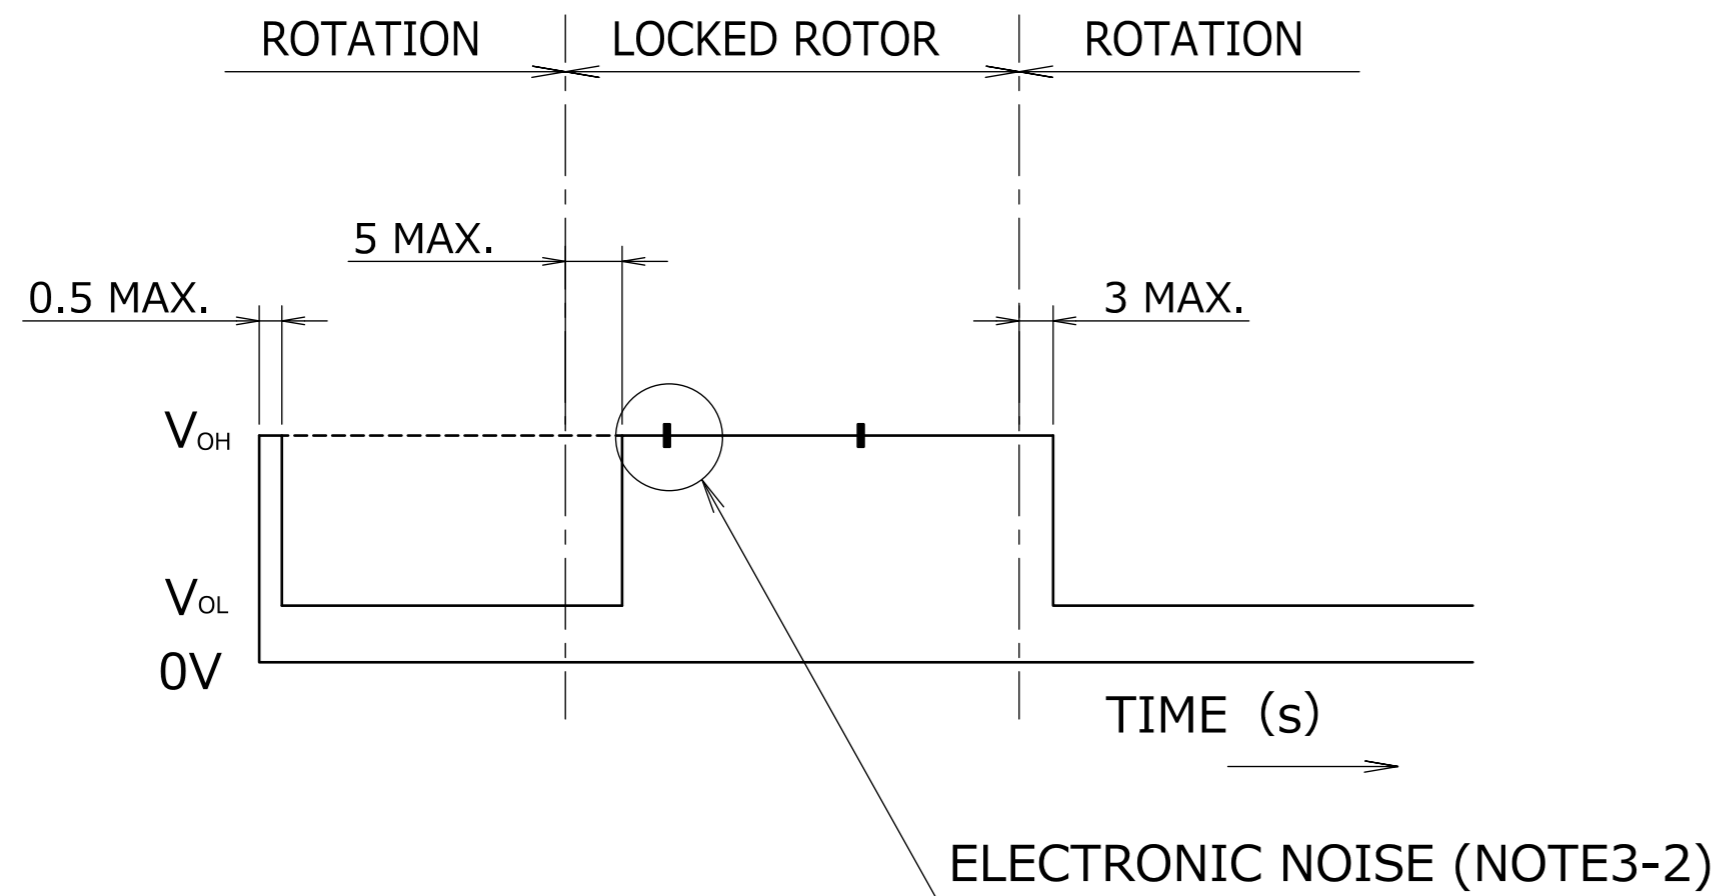 ROTATION LOCKED ROTOR ROTATION
5 MAX.
0.5 MAX. 3 MAX.
VOH
VOL
0V
TIME (s)
ELECTRONIC NOISE (NOTE3-2)